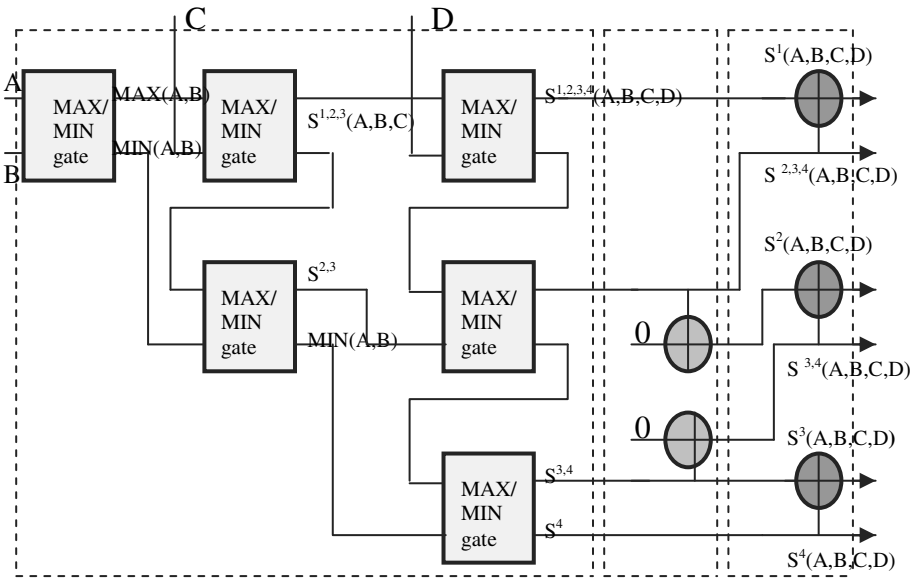 C
D
S1(A,B,C,D)
A
MAX/
MIN
gate
MAX(A,B)
MAX/
MIN
gate
S1,2,3(A,B,C)
MAX/
MIN
gate
S1,2,3,4(A,B,C,D)
MIN(A,B)
B
S 2,3,4(A,B,C,D)
S2(A,B,C,D)
MAX/
MIN
gate
S2,3
MIN(A,B)
MAX/
MIN
gate
0
S 3,4(A,B,C,D)
0
S3(A,B,C,D)
MAX/
MIN
gate
S3,4
S4
S4(A,B,C,D)